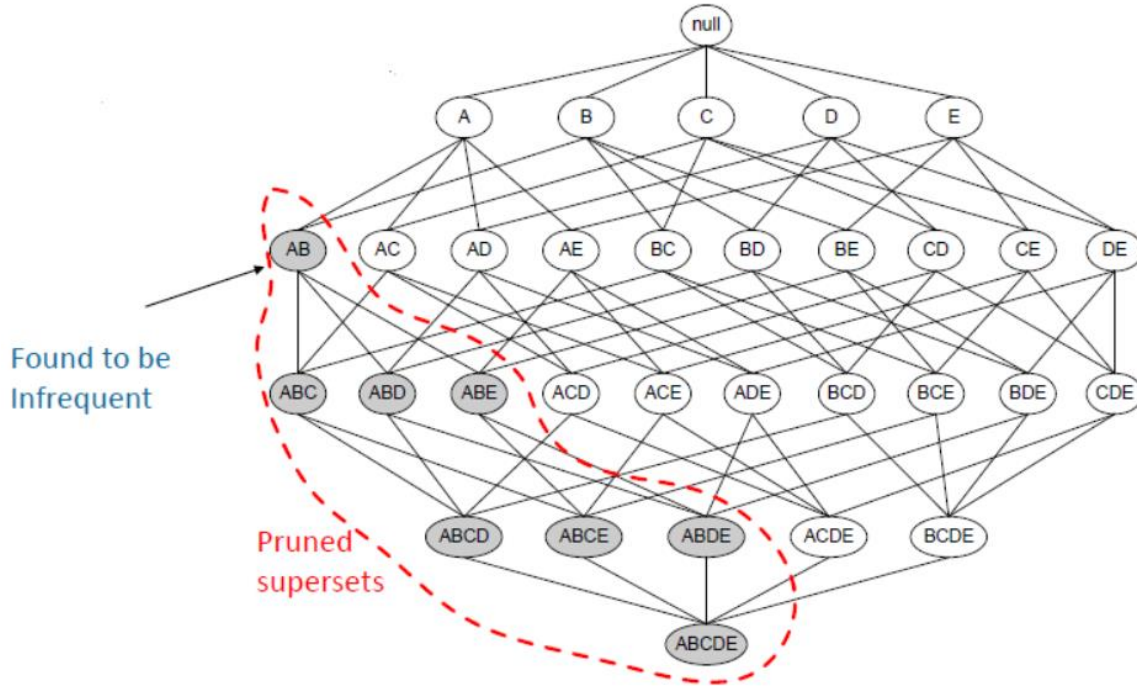 null
A B C D E
AB AC AD AE BC BD BE CD CE DE
Found to be
Infrequent
ABC ABD ABE ACD ACE ADE BCD BCE BDE CDE
Pruned
supersets
ABCD ABCE ABDE ACDE BCDE
ABCDE